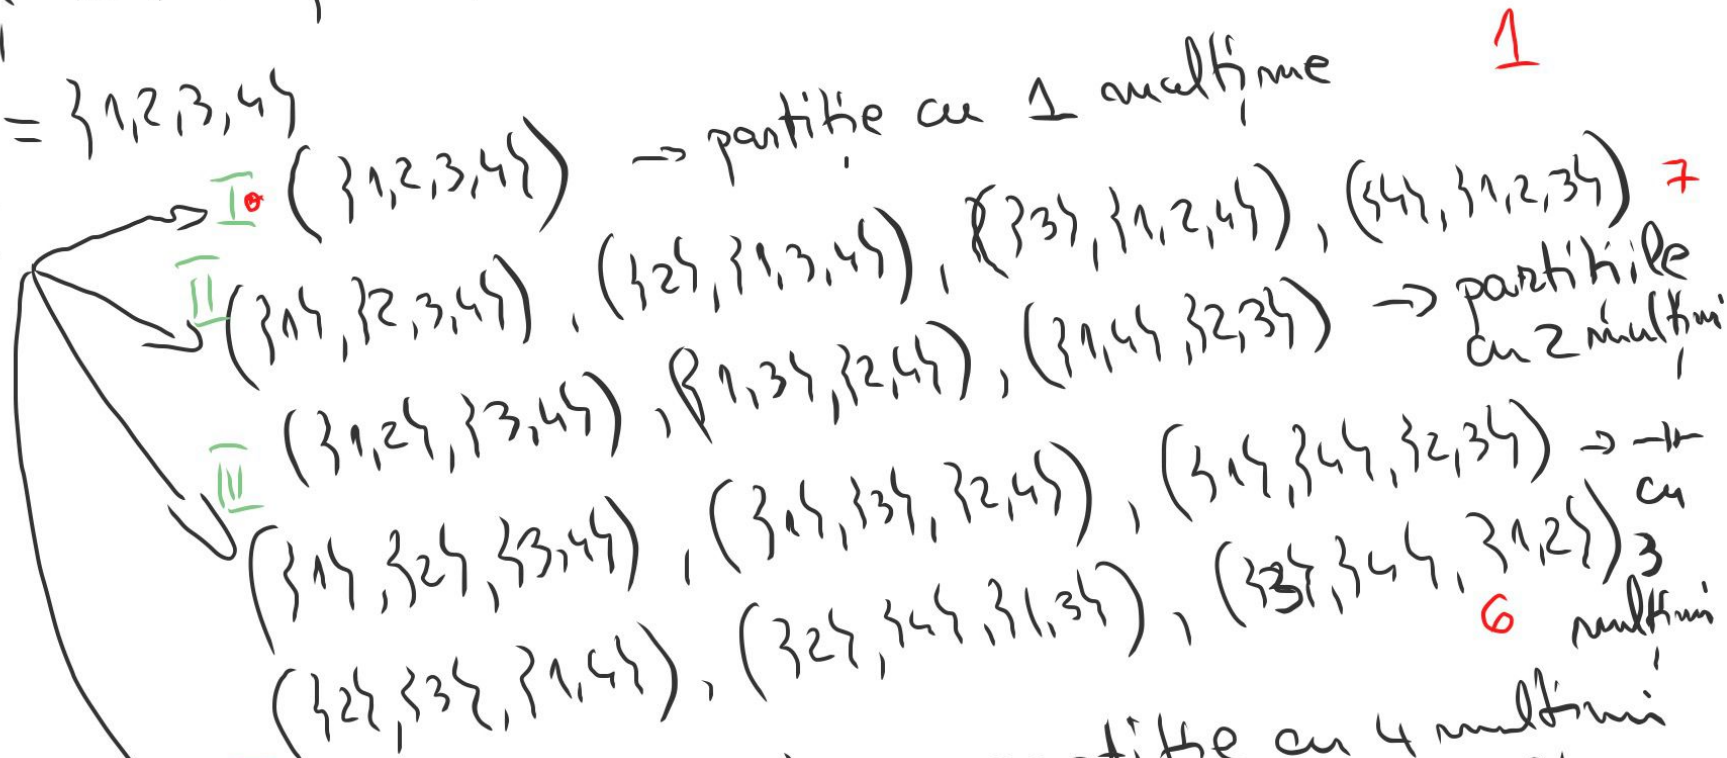 = {1,2,3,4}
1
I. ({1,2,3,4}) → partiție cu 1 mulțime
II ({1}, {2,3,4}), ({2}, {1,3,4}), ({3}, {1,2,4}), ({4}, {1,2,3}) 7
({1,2}, {3,4}), ({1,3}, {2,4}), ({1,4}, {2,3}) → partițiile
cu 2 mulțimi
III ({1}, {2}, {3,4}), ({1}, {3}, {2,4}), ({1}, {4}, {2,3}) → -11-
cu
({2}, {3}, {1,4}), ({2}, {4}, {1,3}), ({3}, {4}, {1,2}) 3
6 mulțimi
cu 4 mulțimi